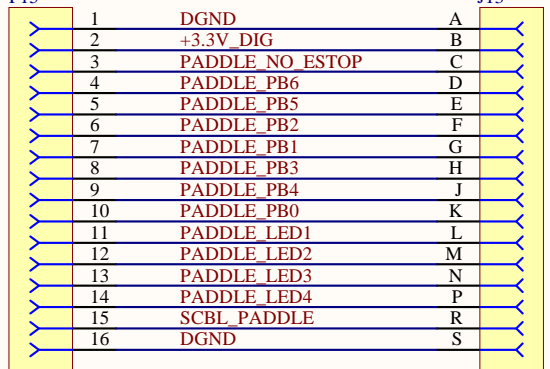 1 DGND A
2 +3.3V_DIG B
3 PADDLE_NO_ESTOP C
4 PADDLE_PB6 D
5 PADDLE_PB5 E
6 PADDLE_PB2 F
7 PADDLE_PB1 G
8 PADDLE_PB3 H
9 PADDLE_PB4 J
10 PADDLE_PB0 K
11 PADDLE_LED1 L
12 PADDLE_LED2 M
13 PADDLE_LED3 N
14 PADDLE_LED4 P
15 SCBL_PADDLE R
16 DGND S